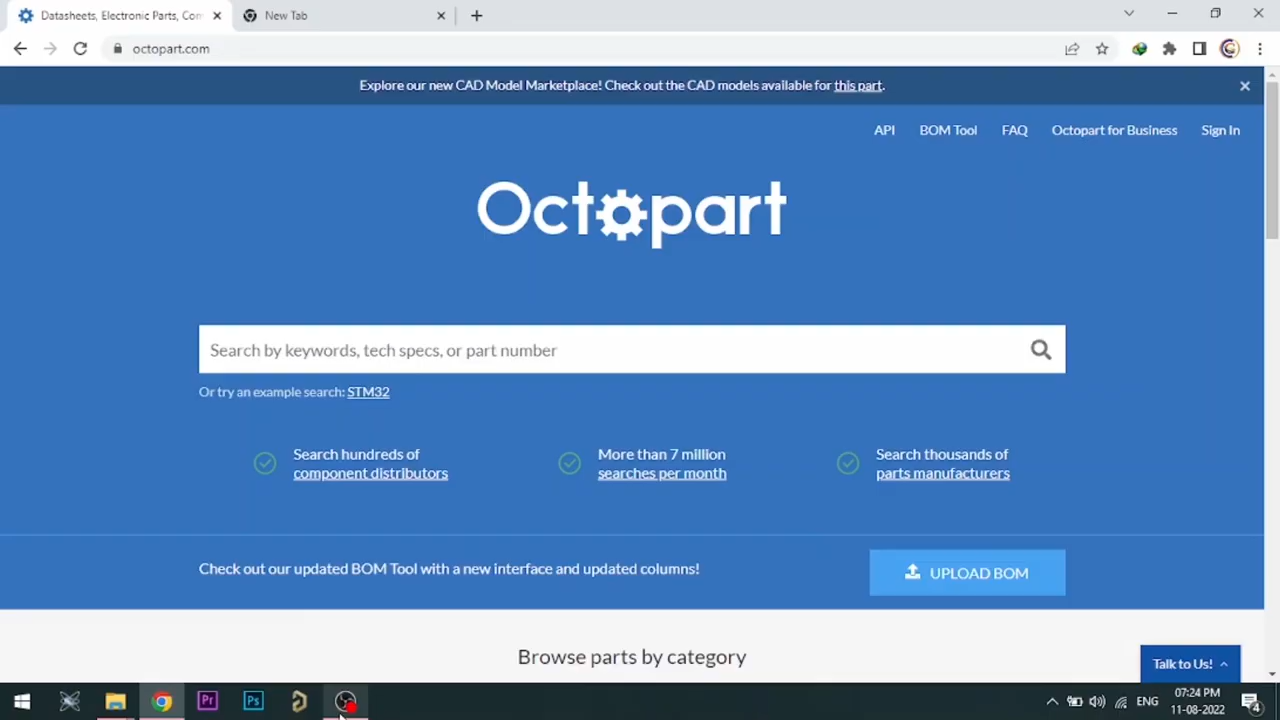 Datasheets, Electronic Parts, Com
New Tab
octopart.com
Explore our new CAD Model Marketplace! Check out the CAD models available for this part.
API
BOM Tool
FAQ
Octopart for Business
Sign In
Octopart
Search by keywords, tech specs, or part number
Or try an example search: STM32
Search hundreds of
component distributors
More than 7 million
searches per month
Search thousands of
parts manufacturers
Check out our updated BOM Tool with a new interface and updated columns!
UPLOAD BOM
Browse parts by category
Talk to Us!
Pr
Ps
ENG
07:24 PM
11-08-2022
4